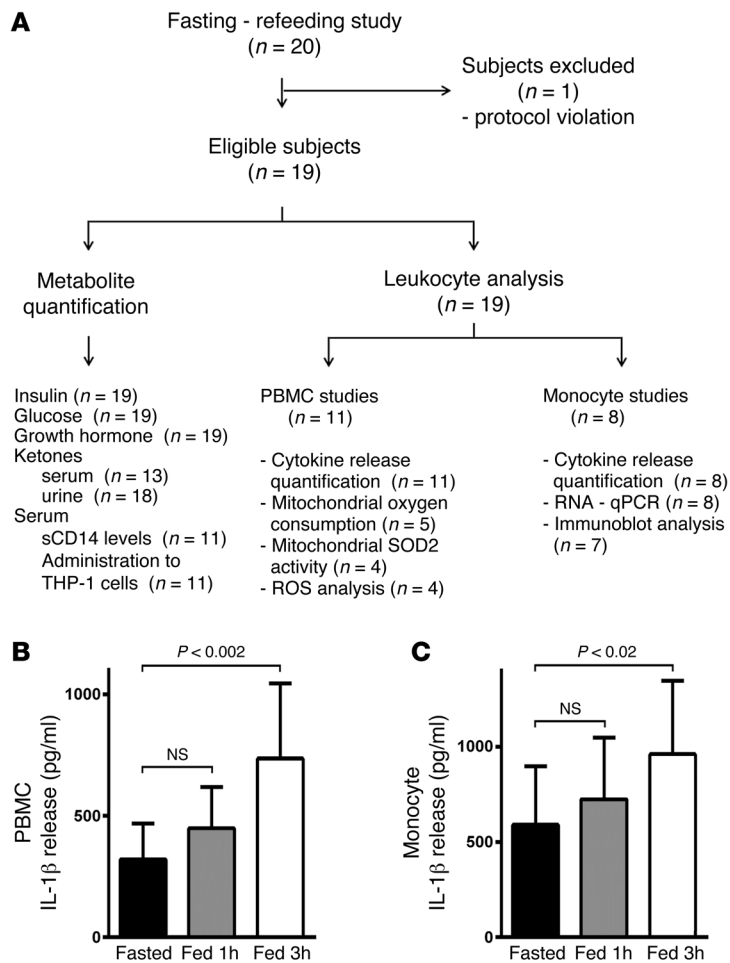 A
Fasting - refeeding study
(n = 20)
Subjects excluded
(n = 1)
- protocol violation
Eligible subjects
(n = 19)
Metabolite
quantification
Leukocyte analysis
(n = 19)
Insulin (n = 19)
Glucose (n = 19)
Growth hormone (n = 19)
Ketones
serum (n = 13)
urine (n = 18)
Serum
sCD14 levels (n = 11)
Administration to
THP-1 cells (n = 11)
PBMC studies
(n = 11)
- Cytokine release
quantification (n = 11)
- Mitochondrial oxygen
consumption (n = 5)
- Mitochondrial SOD2
activity (n = 4)
- ROS analysis (n = 4)
Monocyte studies
(n = 8)
- Cytokine release
quantification (n = 8)
- RNA - qPCR (n = 8)
- Immunoblot analysis
(n = 7)
B
P < 0.002
NS
1000
500
0
PBMC
IL-1β release (pg/ml)
Fasted Fed 1h Fed 3h
C
P < 0.02
NS
1000
500
0
Monocyte
IL-1β release (pg/ml)
Fasted Fed 1h Fed 3h